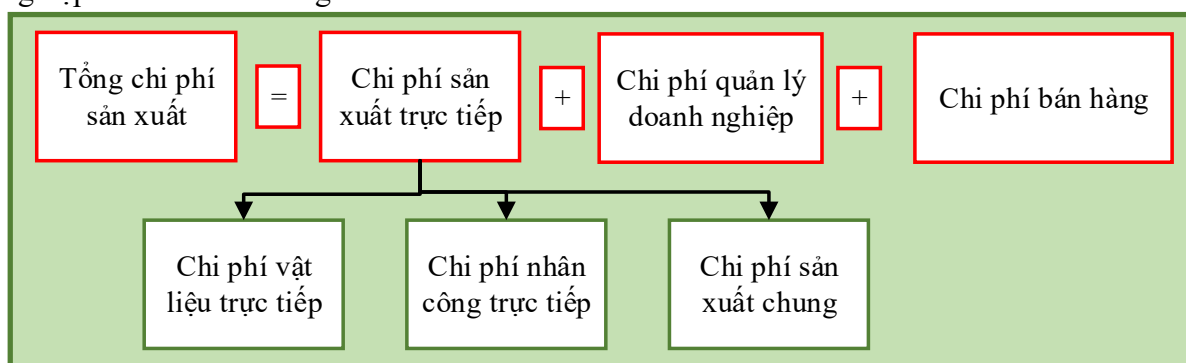 Tổng chi phí
sản xuất
=
Chi phí sản
xuất trực tiếp
+
Chi phí quản lý
doanh nghiệp
+
Chi phí bán hàng
Chi phí vật
liệu trực tiếp
Chi phí nhân
công trực tiếp
Chi phí sản
xuất chung